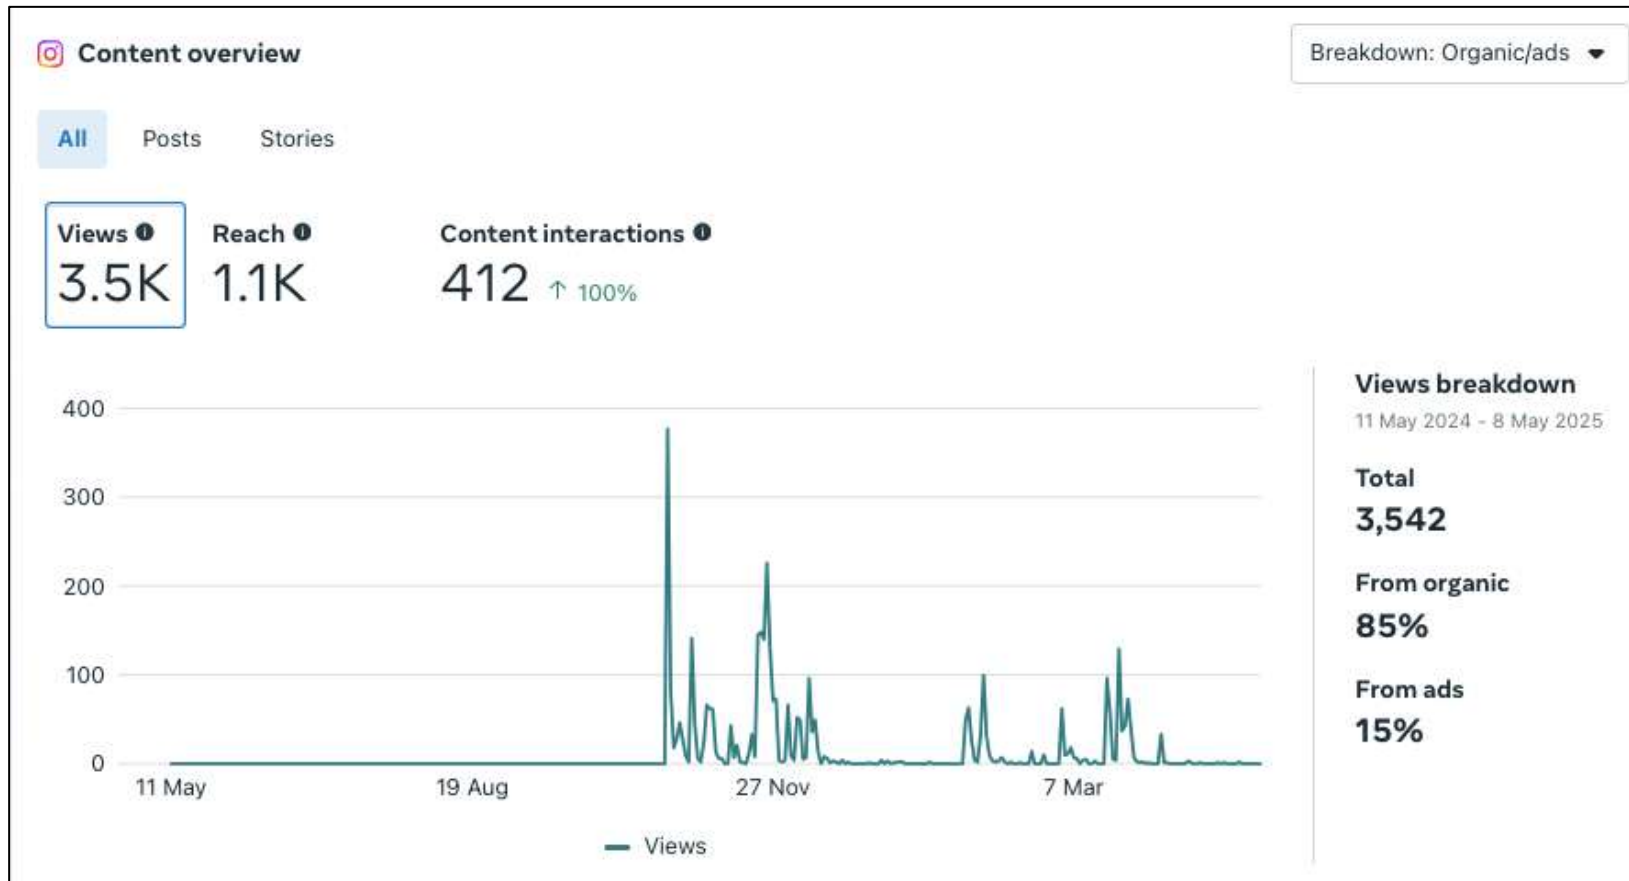 Content overview
Breakdown: Organic/ads
All Posts Stories
Views Reach Content interactions
3.5K 1.1K 412 ↑ 100%
400
300
200
100
0
11 May 19 Aug 27 Nov 7 Mar
Views
Views breakdown
11 May 2024 - 8 May 2025
Total
3,542
From organic
85%
From ads
15%